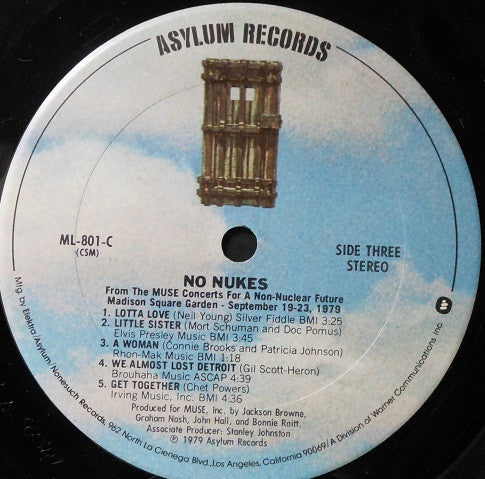 ASYLUM RECORDS
ML-801-C
(CSM)
SIDE THREE
STEREO
NO NUKES
From The MUSE Concerts For A Non-Nuclear Future
Madison Square Garden - September 19-23, 1979
1. LOTTA LOVE (Neil Young) Silver Fiddle BMI 3:25
2. LITTLE SISTER (Mort Schuman and Doc Pomus)
Elvis Presley Music BMI 4:13
3. A WOMAN (Connie Brooks and Patricia Johnson)
Rhon-Mak Music BMI 1:18
4. WE ALMOST LOST DETROIT (Gil Scott-Heron)
Brouhaha Music ASCAP 4:39
5. GET TOGETHER (Chet Powers)
Irving Music, Inc. BMI 4:36
Produced for MUSE, Inc. by Jackson Browne,
Graham Nash, John Hall, and Bonnie Raitt.
Associate Producer: Stanley Johnston
℗ 1979 Asylum Records
Mfg by Elektra/Asylum/Nonesuch Records, 962 North La Cienega Blvd., Los Angeles, California 90069/A Division of Warner Communications Inc.